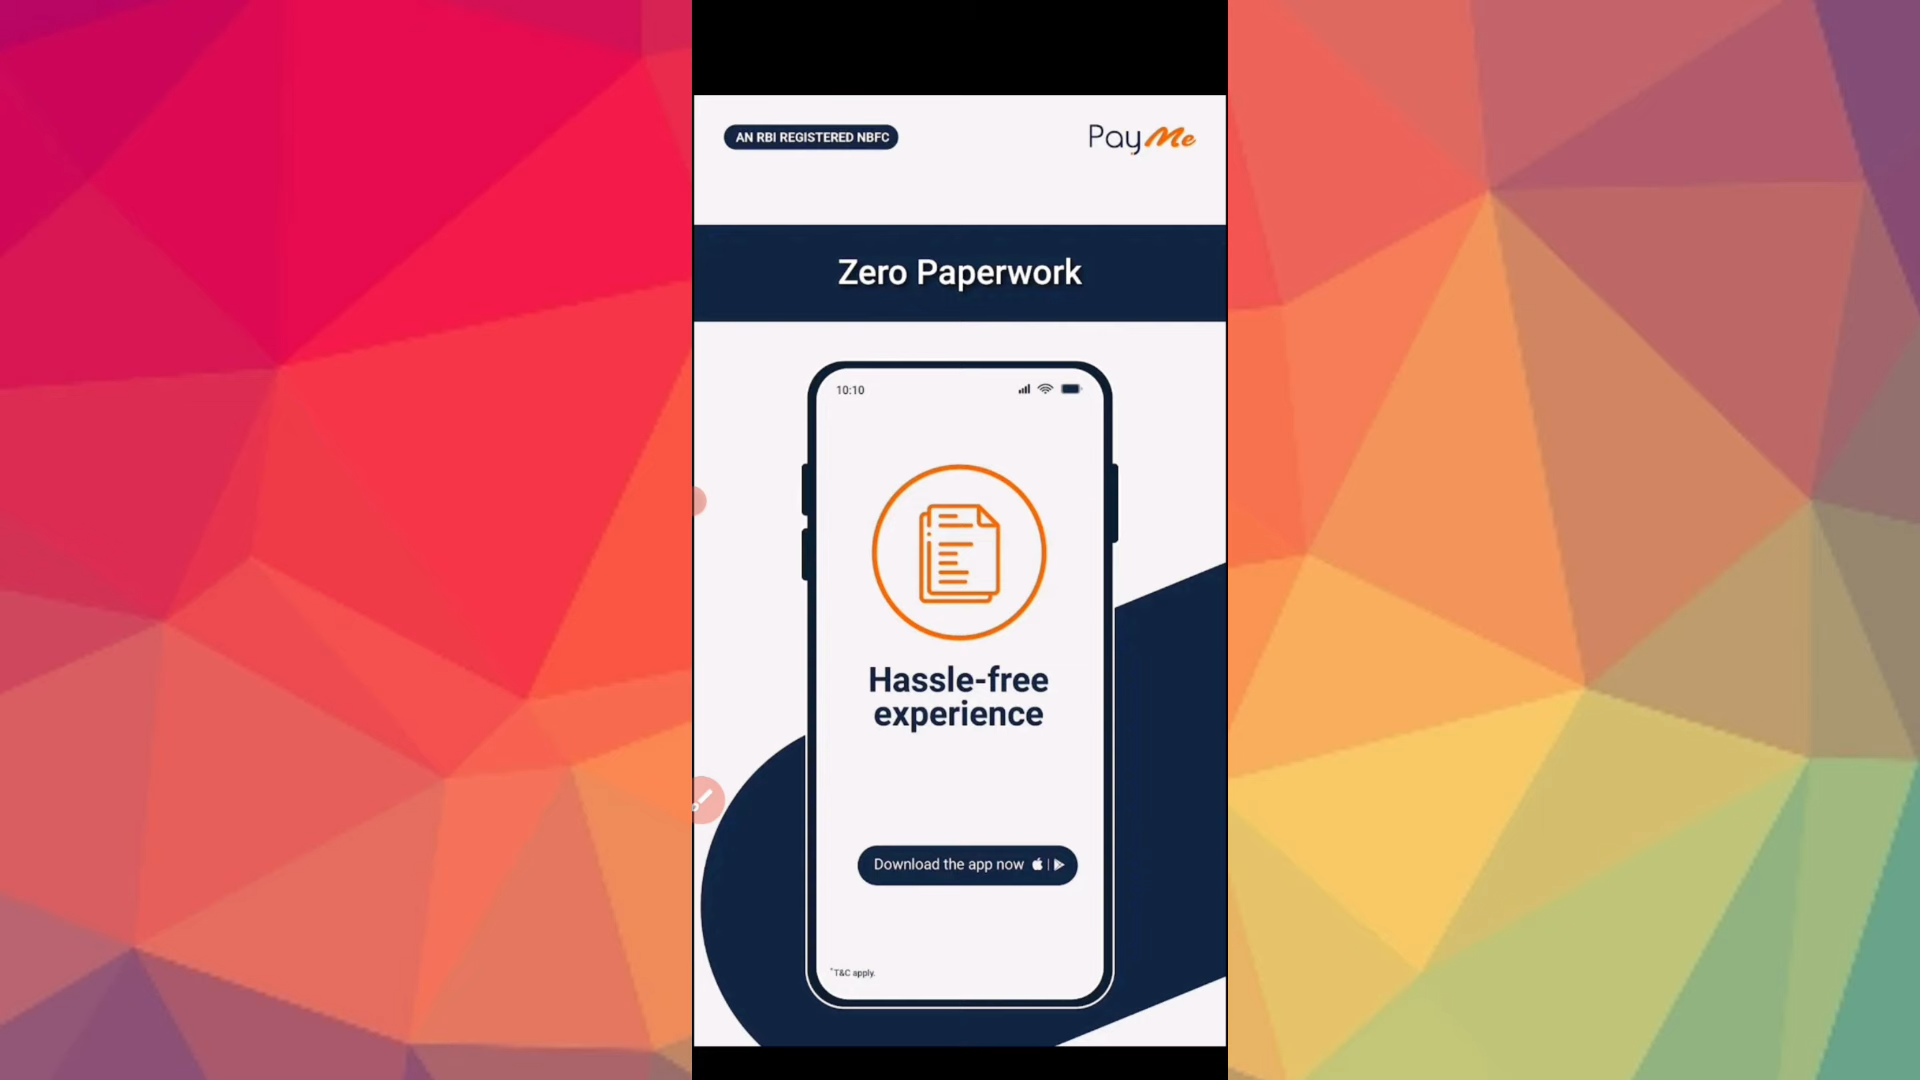 AN RBI REGISTERED NBFC
PayMe
Zero Paperwork
10:10
Hassle-free
experience
Download the app now
*T&C apply.